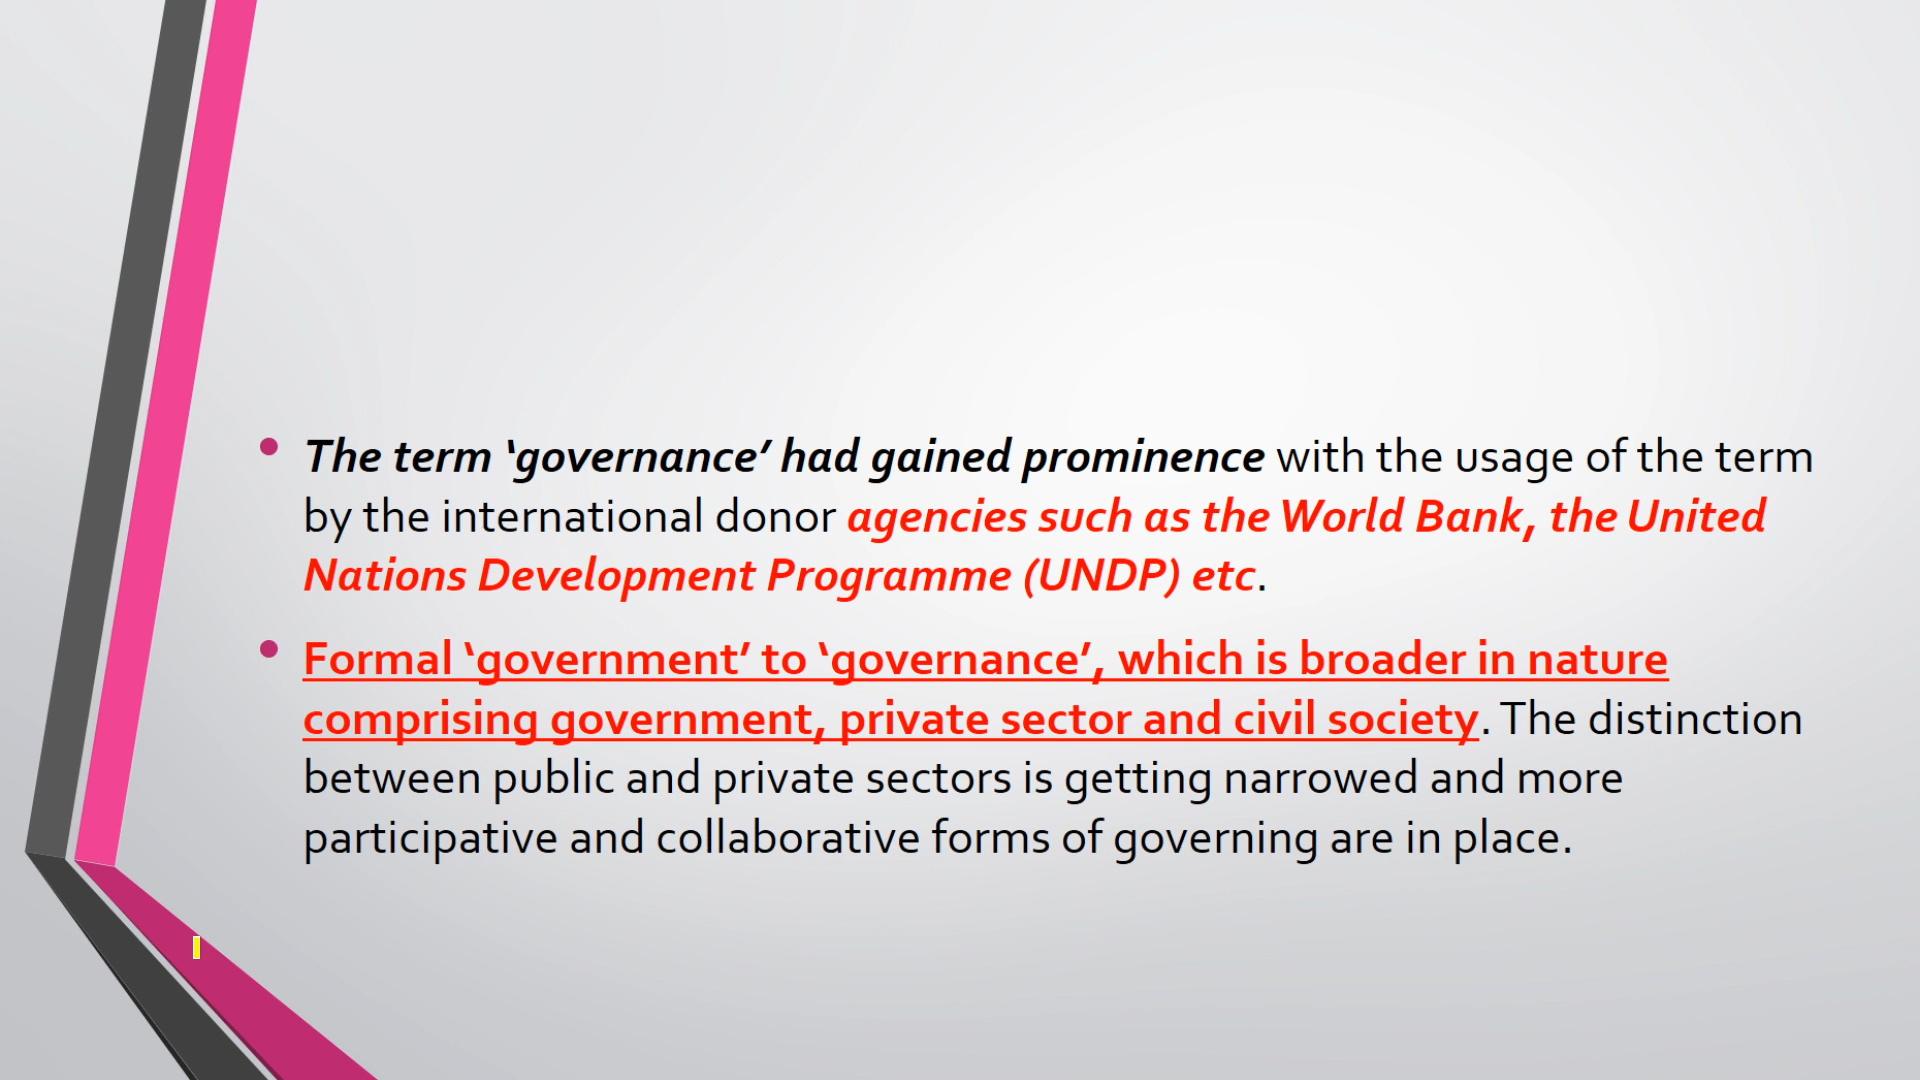 The term ‘governance’ had gained prominence with the usage of the term
by the international donor agencies such as the World Bank, the United
Nations Development Programme (UNDP) etc.
Formal ‘government’ to ‘governance’, which is broader in nature
comprising government, private sector and civil society. The distinction
between public and private sectors is getting narrowed and more
participative and collaborative forms of governing are in place.